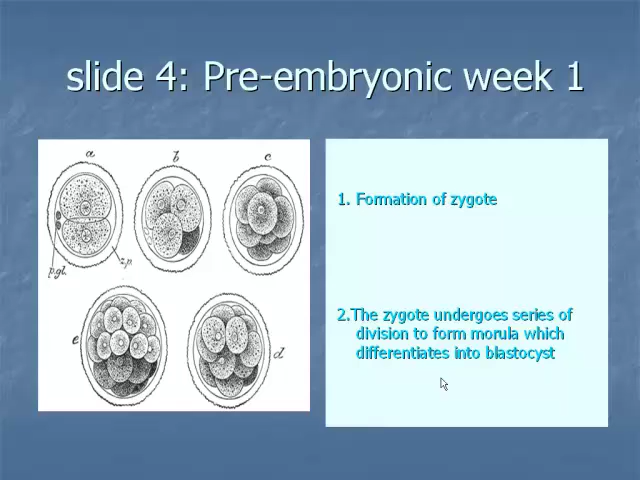 slide 4: Pre-embryonic week 1
a
b
c
p.gl.
z.p.
e
d
1. Formation of zygote
2.The zygote undergoes series of
division to form morula which
differentiates into blastocyst